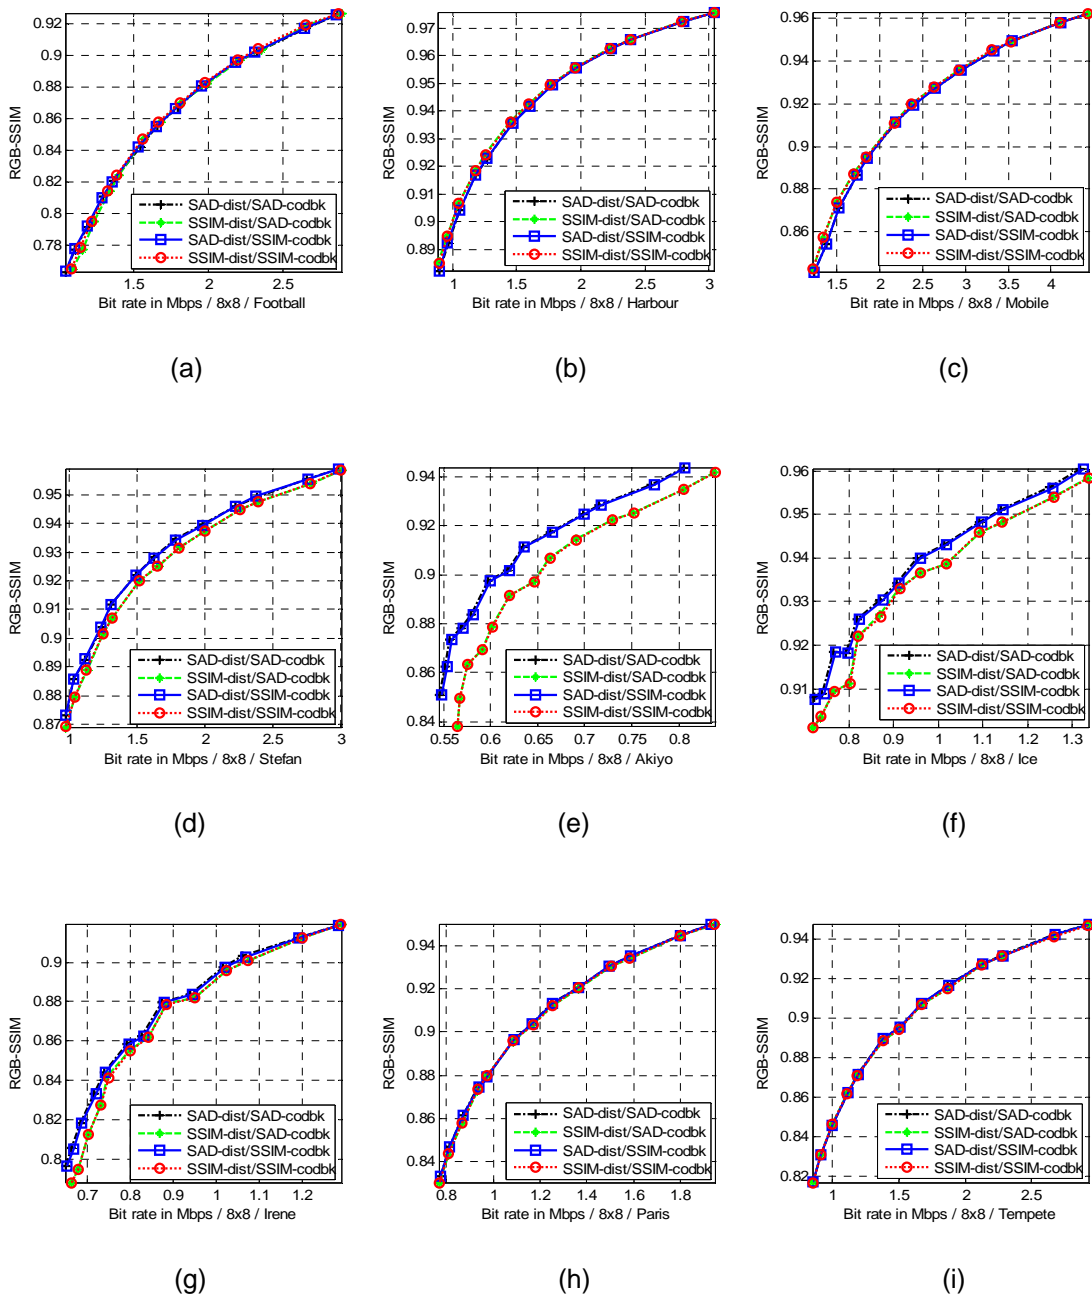 RGB-SSIM
0.92
0.9
0.88
0.86
0.84
0.82
0.8
0.78
SAD-dist/SAD-codbk
SSIM-dist/SAD-codbk
SAD-dist/SSIM-codbk
SSIM-dist/SSIM-codbk
1.5
2
2.5
Bit rate in Mbps / 8x8 / Football
(a)
RGB-SSIM
0.97
0.96
0.95
0.94
0.93
0.92
0.91
0.9
0.89
SAD-dist/SAD-codbk
SSIM-dist/SAD-codbk
SAD-dist/SSIM-codbk
SSIM-dist/SSIM-codbk
1
1.5
2
2.5
3
Bit rate in Mbps / 8x8 / Harbour
(b)
RGB-SSIM
0.96
0.94
0.92
0.9
0.88
0.86
SAD-dist/SAD-codbk
SSIM-dist/SAD-codbk
SAD-dist/SSIM-codbk
SSIM-dist/SSIM-codbk
1.5
2
2.5
3
3.5
4
Bit rate in Mbps / 8x8 / Mobile
(c)
RGB-SSIM
0.95
0.94
0.93
0.92
0.91
0.9
0.89
0.88
0.87
SAD-dist/SAD-codbk
SSIM-dist/SAD-codbk
SAD-dist/SSIM-codbk
SSIM-dist/SSIM-codbk
1
1.5
2
2.5
3
Bit rate in Mbps / 8x8 / Stefan
(d)
RGB-SSIM
0.94
0.92
0.9
0.88
0.86
0.84
SAD-dist/SAD-codbk
SSIM-dist/SAD-codbk
SAD-dist/SSIM-codbk
SSIM-dist/SSIM-codbk
0.55
0.6
0.65
0.7
0.75
0.8
Bit rate in Mbps / 8x8 / Akiyo
(e)
RGB-SSIM
0.96
0.95
0.94
0.93
0.92
0.91
SAD-dist/SAD-codbk
SSIM-dist/SAD-codbk
SAD-dist/SSIM-codbk
SSIM-dist/SSIM-codbk
0.8
0.9
1
1.1
1.2
1.3
Bit rate in Mbps / 8x8 / Ice
(f)
RGB-SSIM
0.9
0.88
0.86
0.84
0.82
0.8
SAD-dist/SAD-codbk
SSIM-dist/SAD-codbk
SAD-dist/SSIM-codbk
SSIM-dist/SSIM-codbk
0.7
0.8
0.9
1
1.1
1.2
Bit rate in Mbps / 8x8 / Irene
(g)
RGB-SSIM
0.94
0.92
0.9
0.88
0.86
0.84
SAD-dist/SAD-codbk
SSIM-dist/SAD-codbk
SAD-dist/SSIM-codbk
SSIM-dist/SSIM-codbk
0.8
1
1.2
1.4
1.6
1.8
Bit rate in Mbps / 8x8 / Paris
(h)
RGB-SSIM
0.94
0.92
0.9
0.88
0.86
0.84
0.82
SAD-dist/SAD-codbk
SSIM-dist/SAD-codbk
SAD-dist/SSIM-codbk
SSIM-dist/SSIM-codbk
1
1.5
2
2.5
Bit rate in Mbps / 8x8 / Tempete
(i)